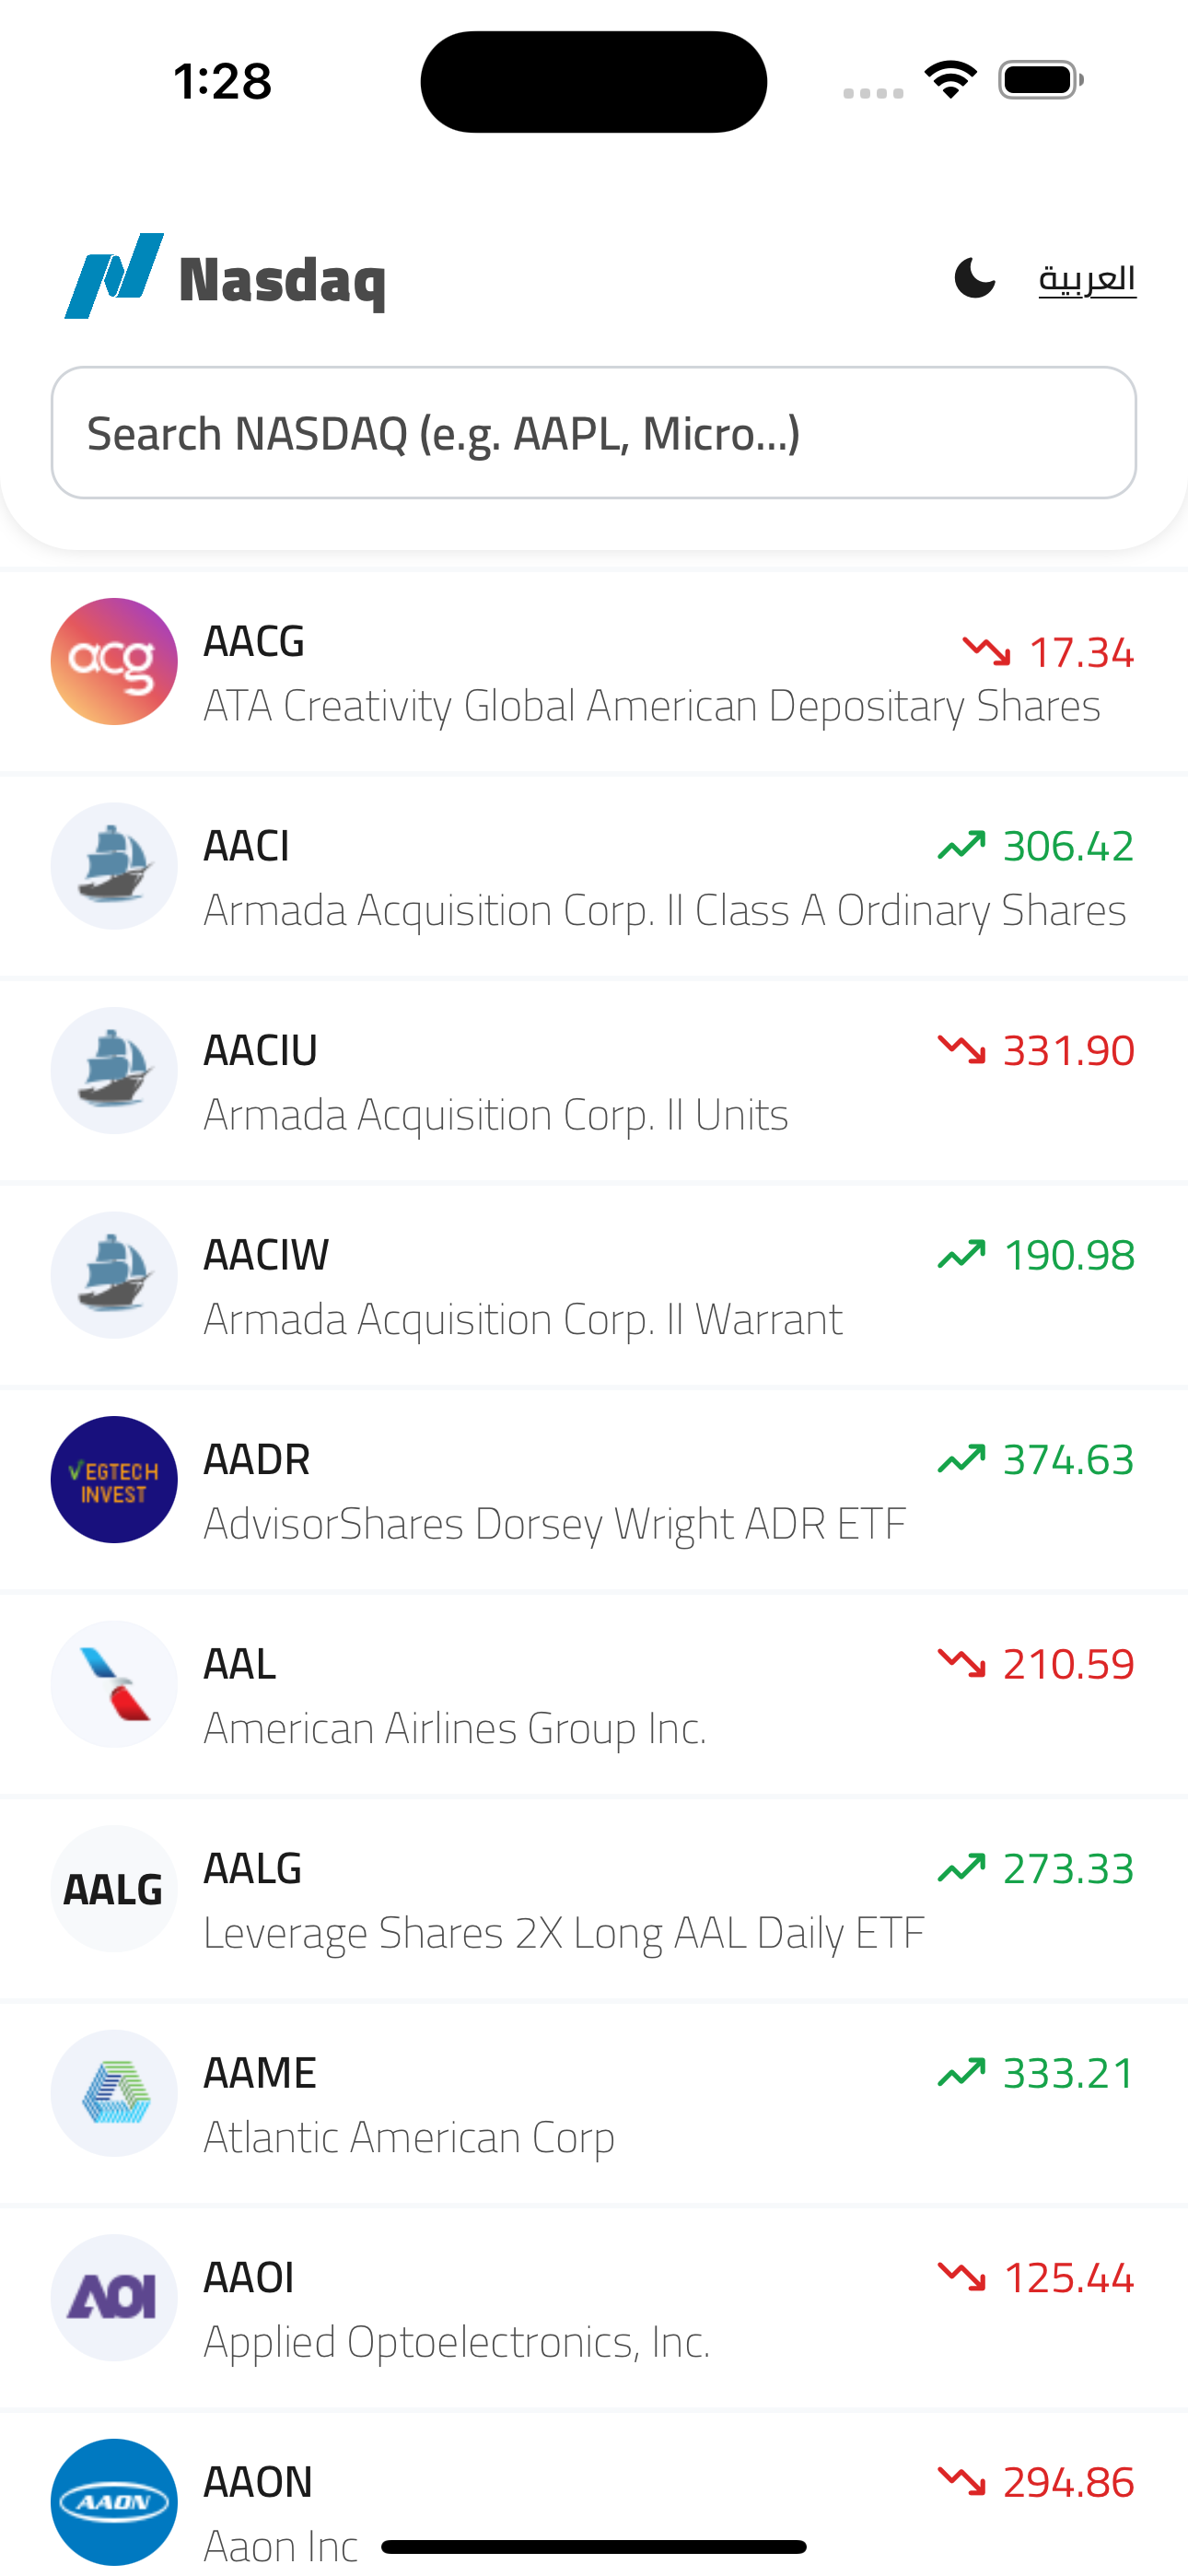 1:28
Nasdaq
العربية
Search NASDAQ (e.g. AAPL, Micro...)
acg
AACG
17.34
ATA Creativity Global American Depositary Shares
AACI
306.42
Armada Acquisition Corp. II Class A Ordinary Shares
AACIU
331.90
Armada Acquisition Corp. II Units
AACIW
190.98
Armada Acquisition Corp. II Warrant
VEGTECH
INVEST
AADR
374.63
AdvisorShares Dorsey Wright ADR ETF
AAL
210.59
American Airlines Group Inc.
AALG
AALG
273.33
Leverage Shares 2X Long AAL Daily ETF
AAME
333.21
Atlantic American Corp
AOI
AAOI
125.44
Applied Optoelectronics, Inc.
AAON
AAON
294.86
Aaon Inc